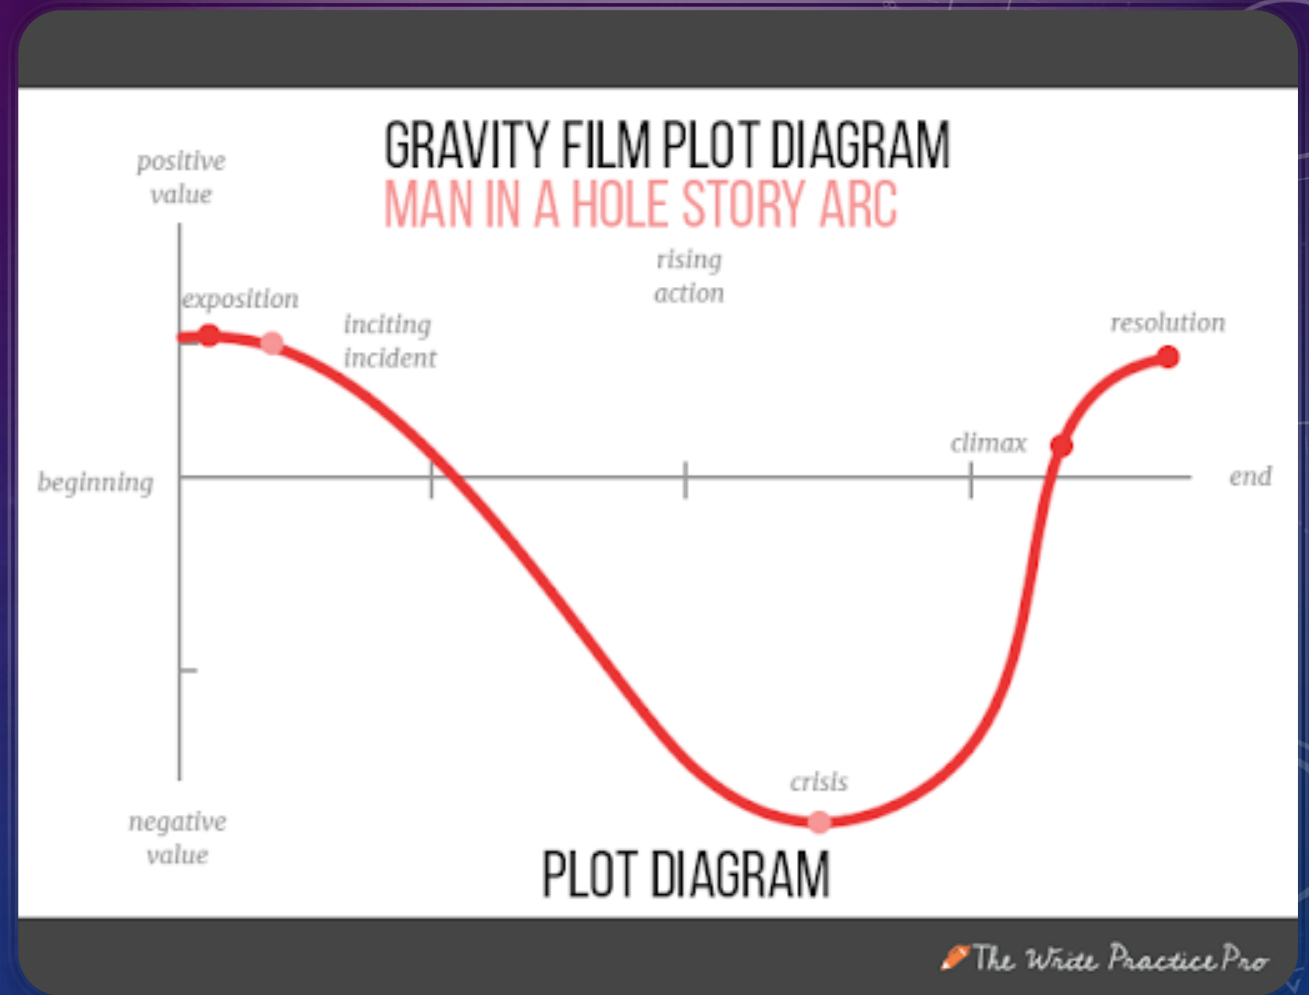 GRAVITY FILM PLOT DIAGRAM
MAN IN A HOLE STORY ARC
positive
value
rising
action
exposition
inciting
incident
resolution
climax
beginning
end
crisis
negative
value
PLOT DIAGRAM
The Write Practice Pro